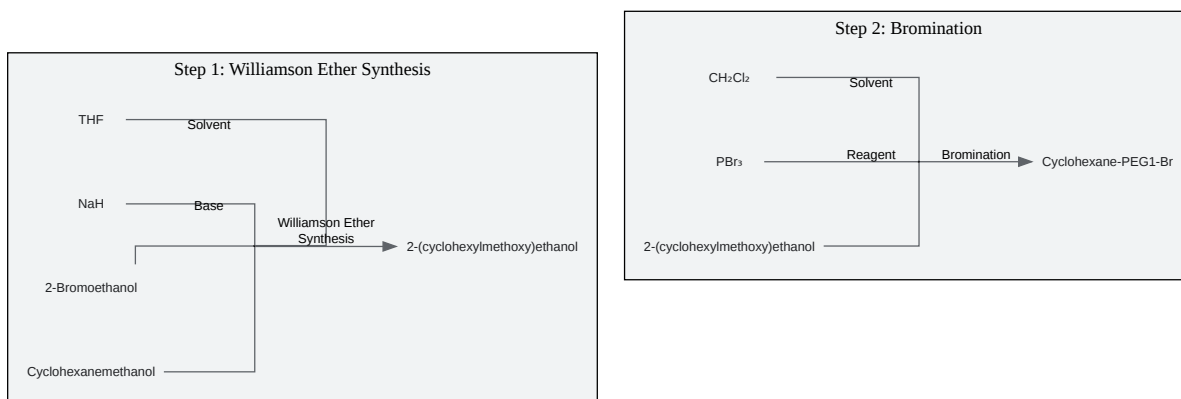 Step 1: Williamson Ether Synthesis
THF
Solvent
NaH
Base
Williamson Ether
Synthesis
2-(cyclohexylmethoxy)ethanol
2-Bromoethanol
Cyclohexanemethanol
Step 2: Bromination
CH₂Cl₂
Solvent
PBr₃
Reagent
Bromination
Cyclohexane-PEG1-Br
2-(cyclohexylmethoxy)ethanol